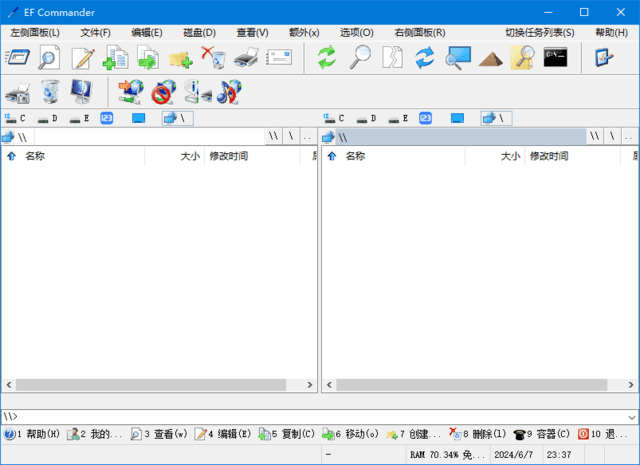 EF Commander
左侧面板(L) 文件(F) 编辑(E) 磁盘(D) 查看(V) 额外(x) 选项(O) 右侧面板(R) 切换任务列表(S) 帮助(H)
C:\.
C D E 123 \ C D E 123 \
\\ \\ \ .. \\ \\ \ ..
名称 大小 修改时间 名称 大小 修改时间
\\>
1 帮助(H) 2 我的... 3 查看(w) 4 编辑(E) 5 复制(C) 6 移动(o) 7 创建... 8 删除(l) 9 容器(C) 10 退...
- RAM 70.34% 免... 2024/6/7 23:37